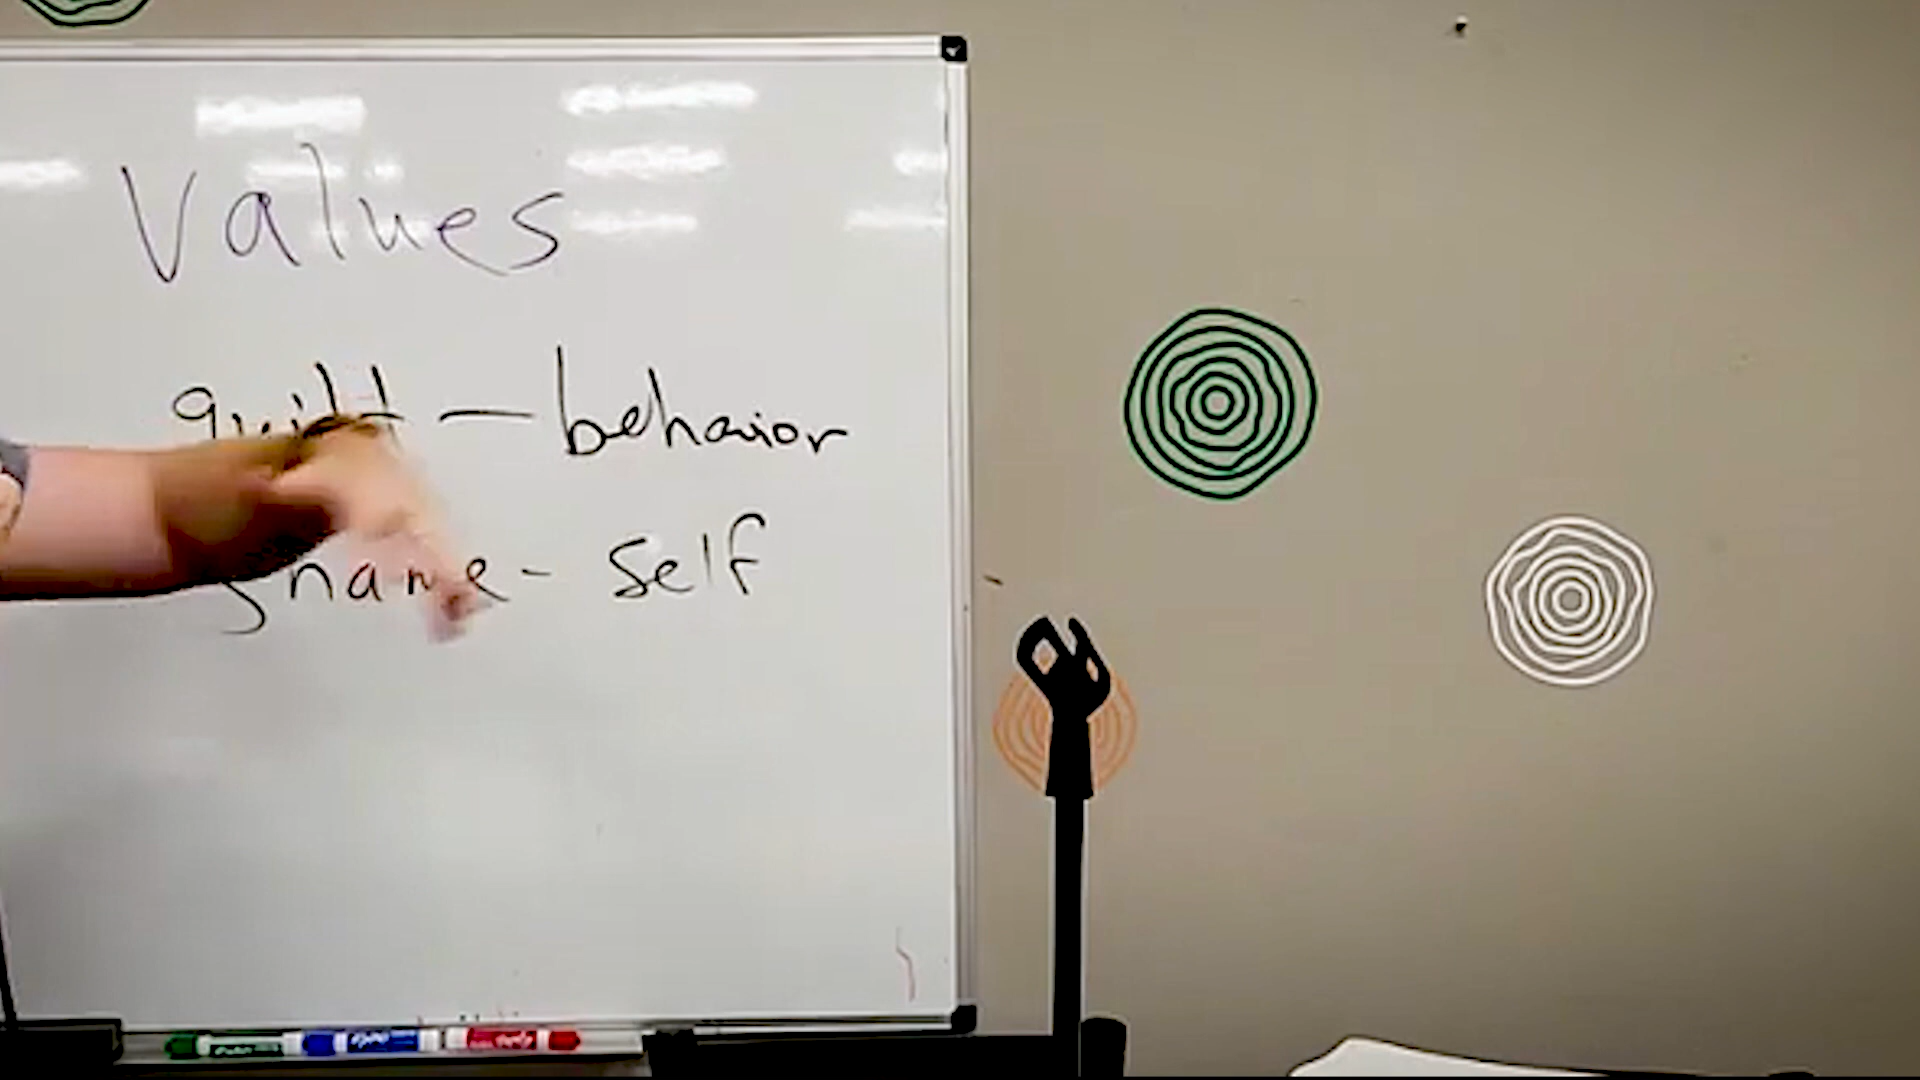 Values
guilt — behavior
shame - self